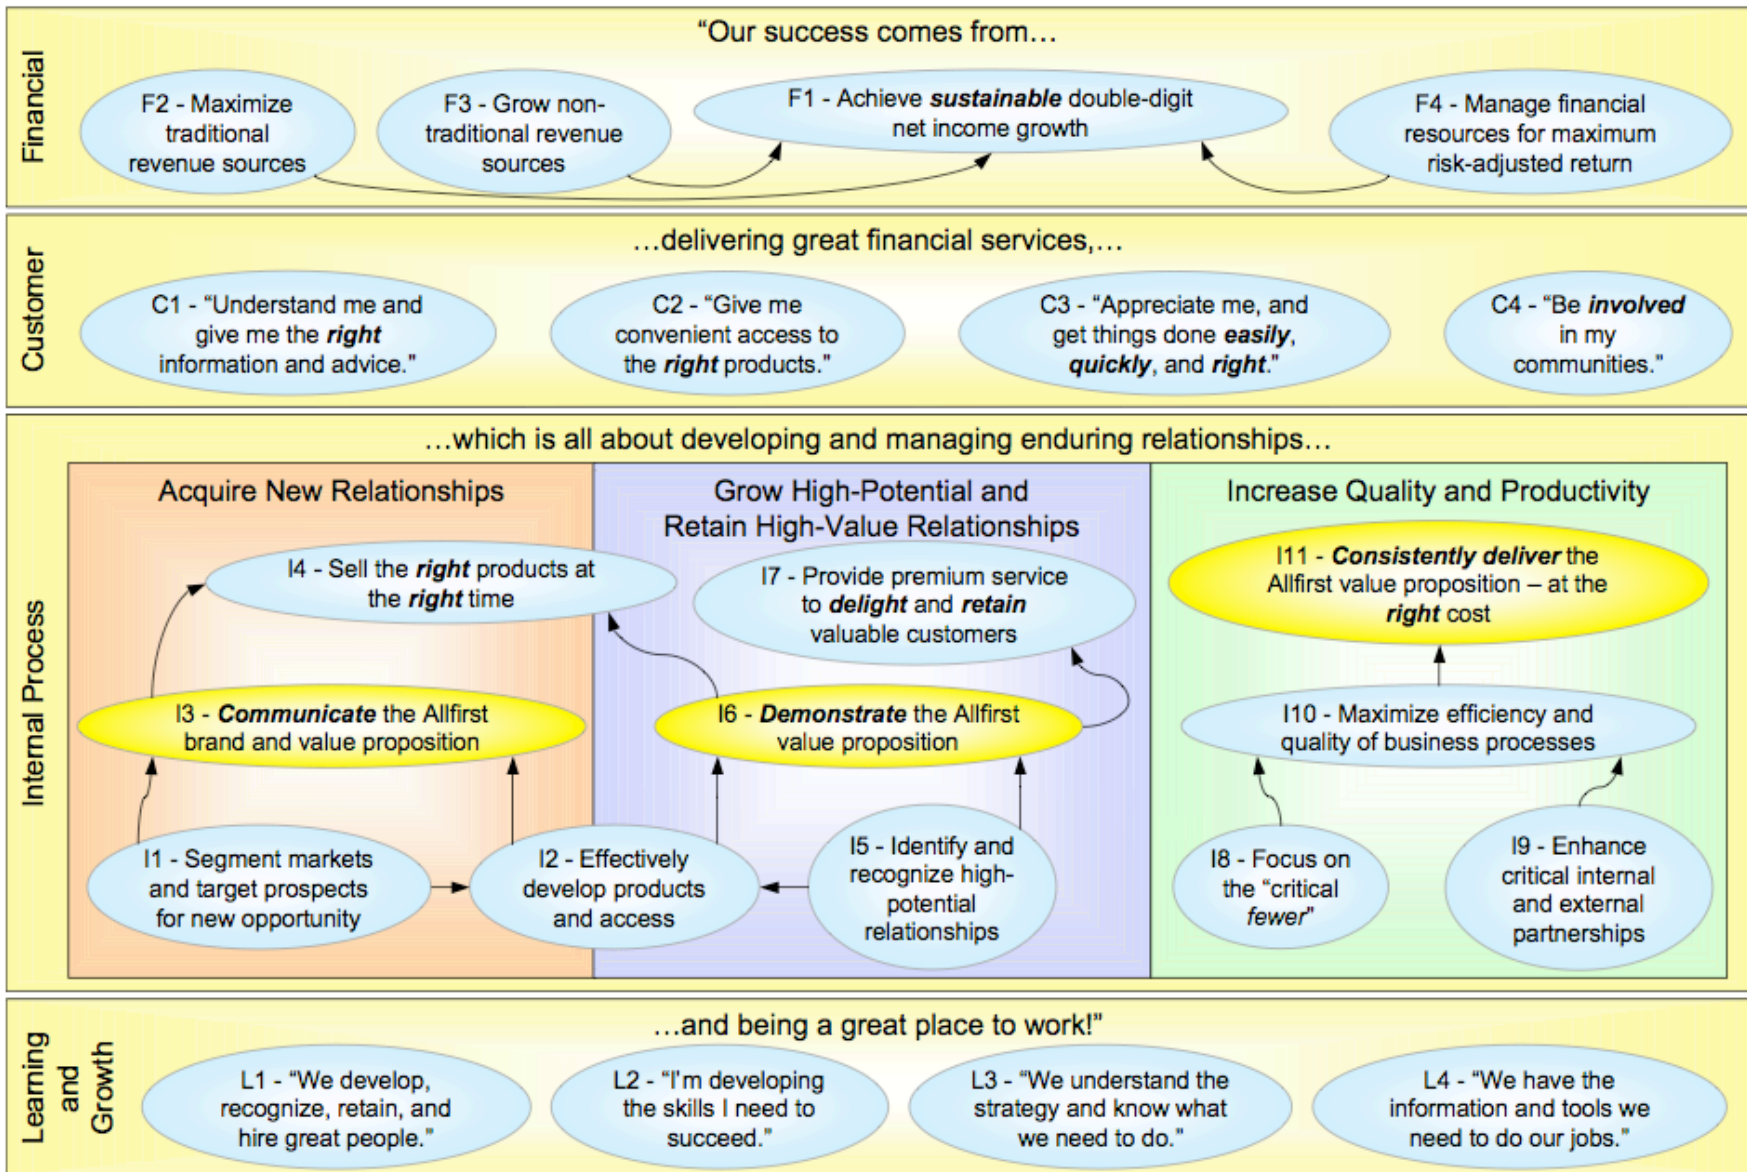 Financial
“Our success comes from…
F2 - Maximize
traditional
revenue sources
F3 - Grow non-
traditional revenue
sources
F1 - Achieve sustainable double-digit
net income growth
F4 - Manage financial
resources for maximum
risk-adjusted return
Customer
…delivering great financial services,…
C1 - “Understand me and
give me the right
information and advice.”
C2 - “Give me
convenient access to
the right products.”
C3 - “Appreciate me, and
get things done easily,
quickly, and right.”
C4 - “Be involved
in my
communities.”
Internal Process
…which is all about developing and managing enduring relationships…
Acquire New Relationships
I4 - Sell the right products at
the right time
I3 - Communicate the Allfirst
brand and value proposition
I1 - Segment markets
and target prospects
for new opportunity
I2 - Effectively
develop products
and access
Grow High-Potential and
Retain High-Value Relationships
I7 - Provide premium service
to delight and retain
valuable customers
I6 - Demonstrate the Allfirst
value proposition
I5 - Identify and
recognize high-
potential
relationships
Increase Quality and Productivity
I11 - Consistently deliver the
Allfirst value proposition – at the
right cost
I10 - Maximize efficiency and
quality of business processes
I8 - Focus on
the “critical
fewer”
I9 - Enhance
critical internal
and external
partnerships
Learning
and
Growth
…and being a great place to work!”
L1 - “We develop,
recognize, retain, and
hire great people.”
L2 - “I'm developing
the skills I need to
succeed.”
L3 - “We understand the
strategy and know what
we need to do.”
L4 - “We have the
information and tools we
need to do our jobs.”